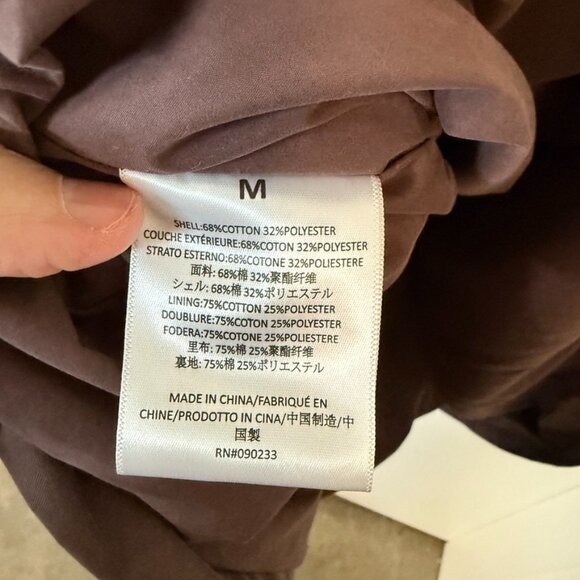 M
SHELL:68%COTTON 32%POLYESTER
COUCHE EXTÉRIEURE:68%COTON 32%POLYESTER
STRATO ESTERNO:68%COTONE 32%POLIESTERE
面料: 68%棉 32%聚酯纤维
シェル: 68%棉 32%ポリエステル
LINING:75%COTTON 25%POLYESTER
DOUBLURE:75%COTON 25%POLYESTER
FODERA:75%COTONE 25%POLIESTERE
里布: 75%棉 25%聚酯纤维
裏地: 75%棉 25%ポリエステル
MADE IN CHINA/FABRIQUÉ EN
CHINE/PRODOTTO IN CINA/中国制造/中
国製
RN#090233